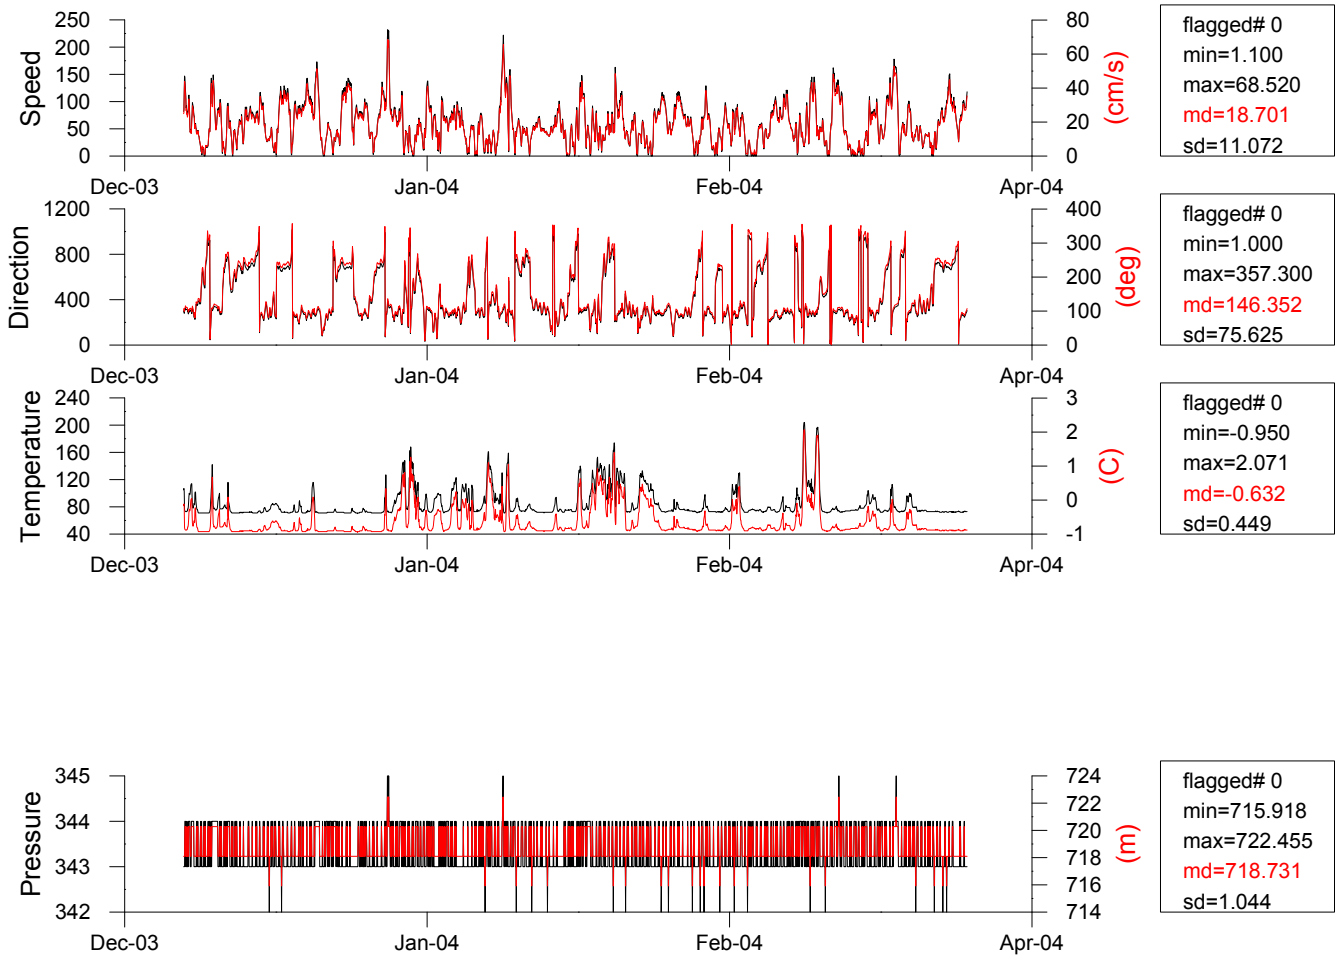 Speed
250
200
150
100
50
0
80
60
40
20
0
(cm/s)
Dec-03 Jan-04 Feb-04 Apr-04
flagged# 0
min=1.100
max=68.520
md=18.701
sd=11.072
Direction
1200
800
400
0
400
300
200
100
0
(deg)
Dec-03 Jan-04 Feb-04 Apr-04
flagged# 0
min=1.000
max=357.300
md=146.352
sd=75.625
Temperature
240
200
160
120
80
40
3
2
1
0
-1
(C)
Dec-03 Jan-04 Feb-04 Apr-04
flagged# 0
min=-0.950
max=2.071
md=-0.632
sd=0.449
Pressure
345
344
343
342
724
722
720
718
716
714
(m)
Dec-03 Jan-04 Feb-04 Apr-04
flagged# 0
min=715.918
max=722.455
md=718.731
sd=1.044